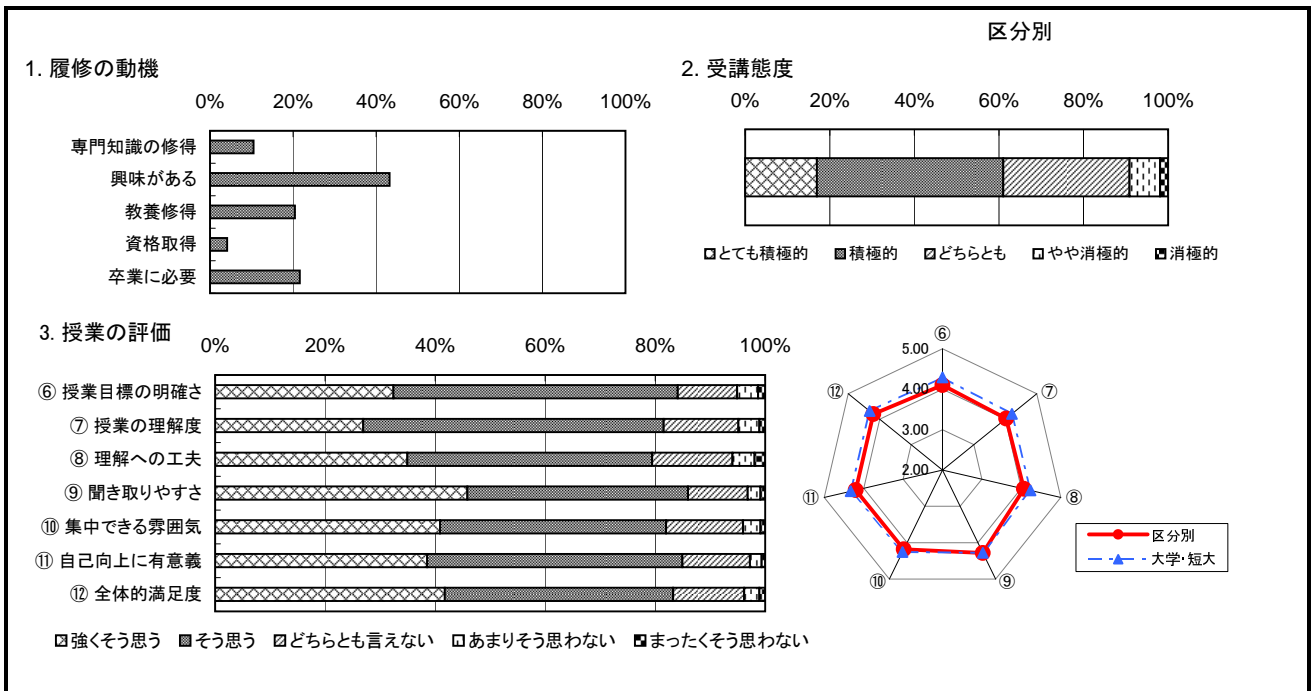 区分別
1. 履修の動機
0% 20% 40% 60% 80% 100%
専門知識の修得
興味がある
教養修得
資格取得
卒業に必要
2. 受講態度
0% 20% 40% 60% 80% 100%
とても積極的 積極的 どちらとも やや消極的 消極的
3. 授業の評価
0% 20% 40% 60% 80% 100%
⑥ 授業目標の明確さ
⑦ 授業の理解度
⑧ 理解への工夫
⑨ 聞き取りやすさ
⑩ 集中できる雰囲気
⑪ 自己向上に有意義
⑫ 全体的満足度
強くそう思う そう思う どちらとも言えない あまりそう思わない まったくそう思わない
⑥
5.00
4.00
3.00
2.00
⑦
⑧
⑨
⑩
⑪
⑫
区分別
大学・短大